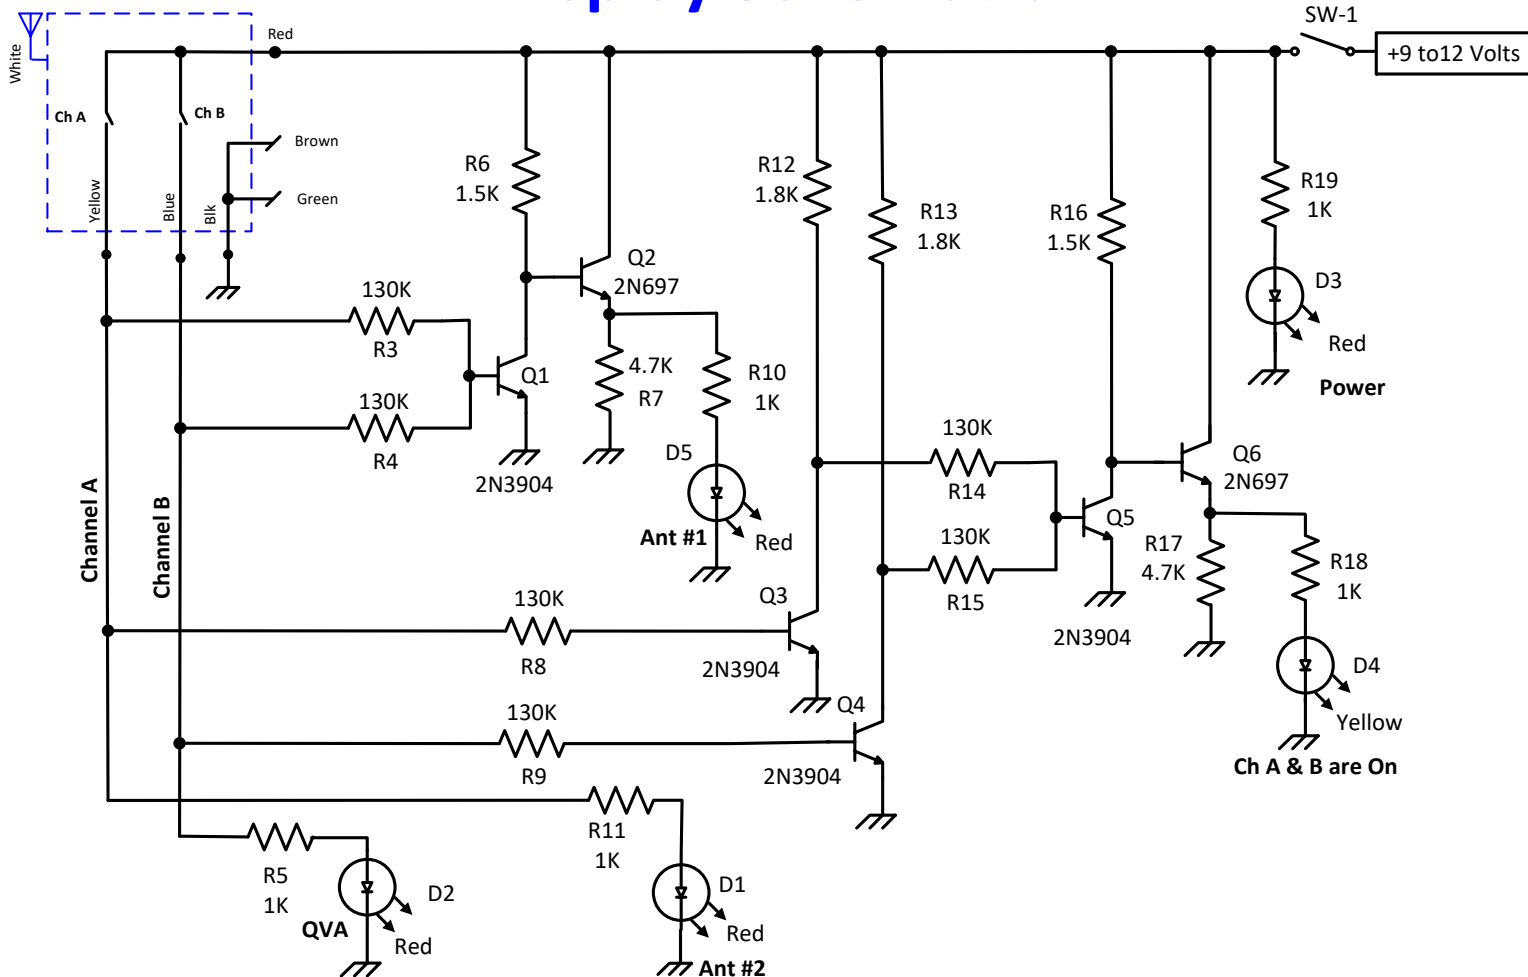 SW-1
+9 to12 Volts
White
Red
Ch A
Ch B
Brown
Green
Yellow
Blue
Blk
R6
1.5K
R12
1.8K
R13
1.8K
R16
1.5K
R19
1K
D3
Red
Power
Q2
2N697
130K
R3
Q1
4.7K
R7
R10
1K
130K
R4
2N3904
D5
Ant #1
Red
Channel A
Channel B
130K
R14
130K
R15
Q5
2N3904
Q6
2N697
R17
4.7K
R18
1K
D4
Yellow
Ch A & B are On
130K
R8
Q3
2N3904
130K
R9
Q4
2N3904
R11
1K
D1
Red
Ant #2
R5
1K
D2
QVA
Red